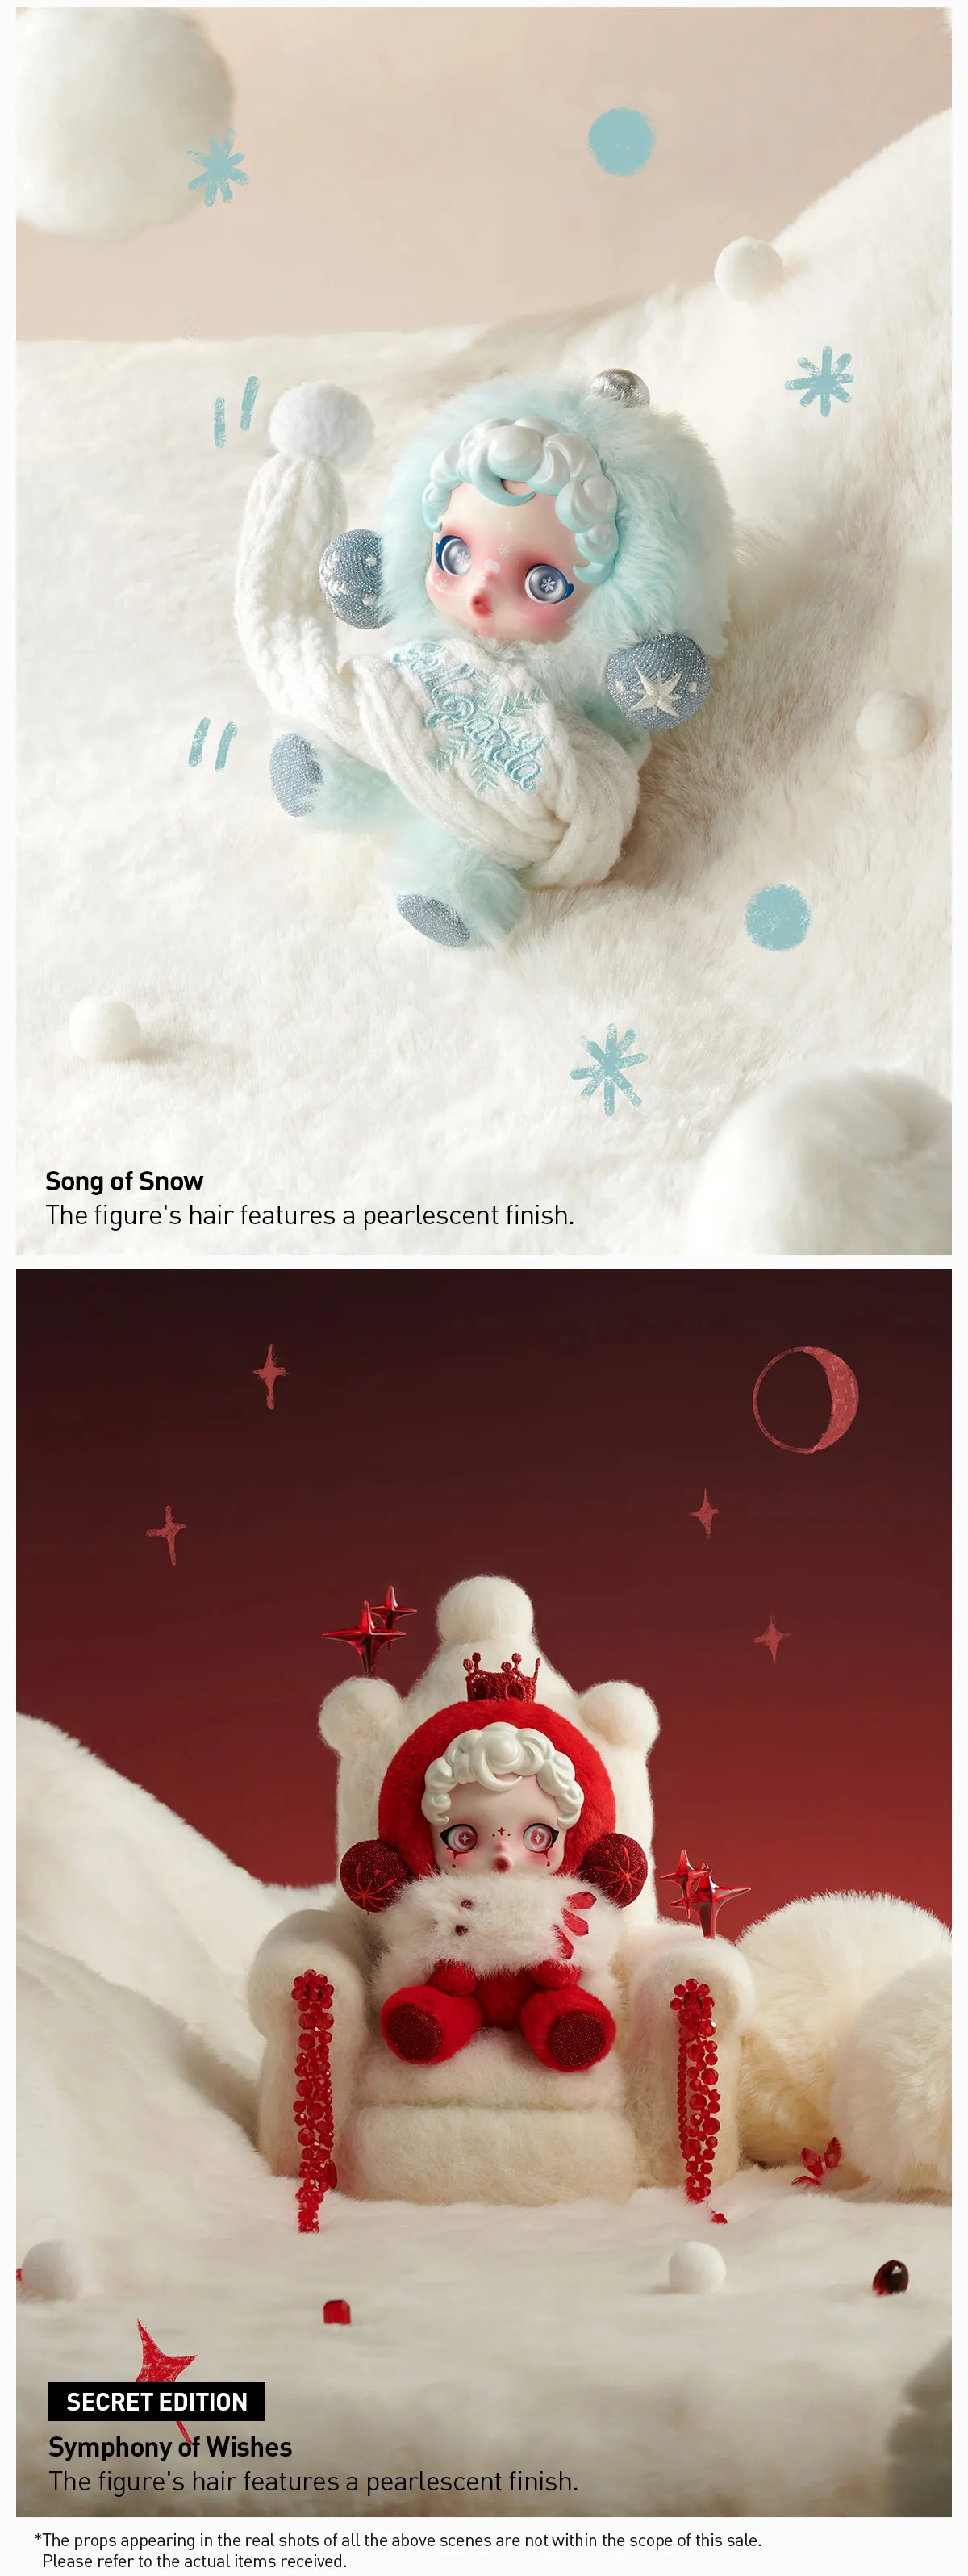 Skullpanda
Song of Snow
The figure's hair features a pearlescent finish.
SECRET EDITION
Symphony of Wishes
The figure's hair features a pearlescent finish.
*The props appearing in the real shots of all the above scenes are not within the scope of this sale.
Please refer to the actual items received.